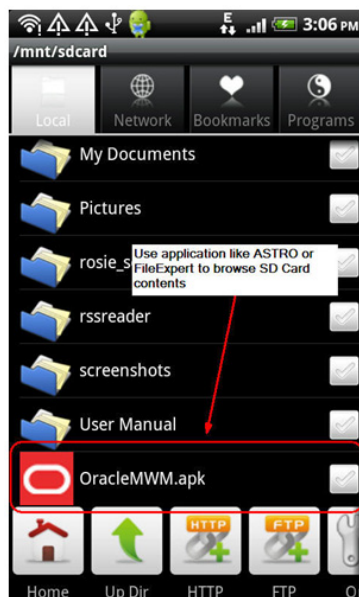 E
3:06 PM
/mnt/sdcard
Local
Network
Bookmarks
Programs
My Documents
Pictures
rosie_s
Use application like ASTRO or
FileExpert to browse SD Card
contents
rssreader
screenshots
User Manual
OracleMWM.apk
HTTP
FTP
Home
Up Dir
HTTP
FTP